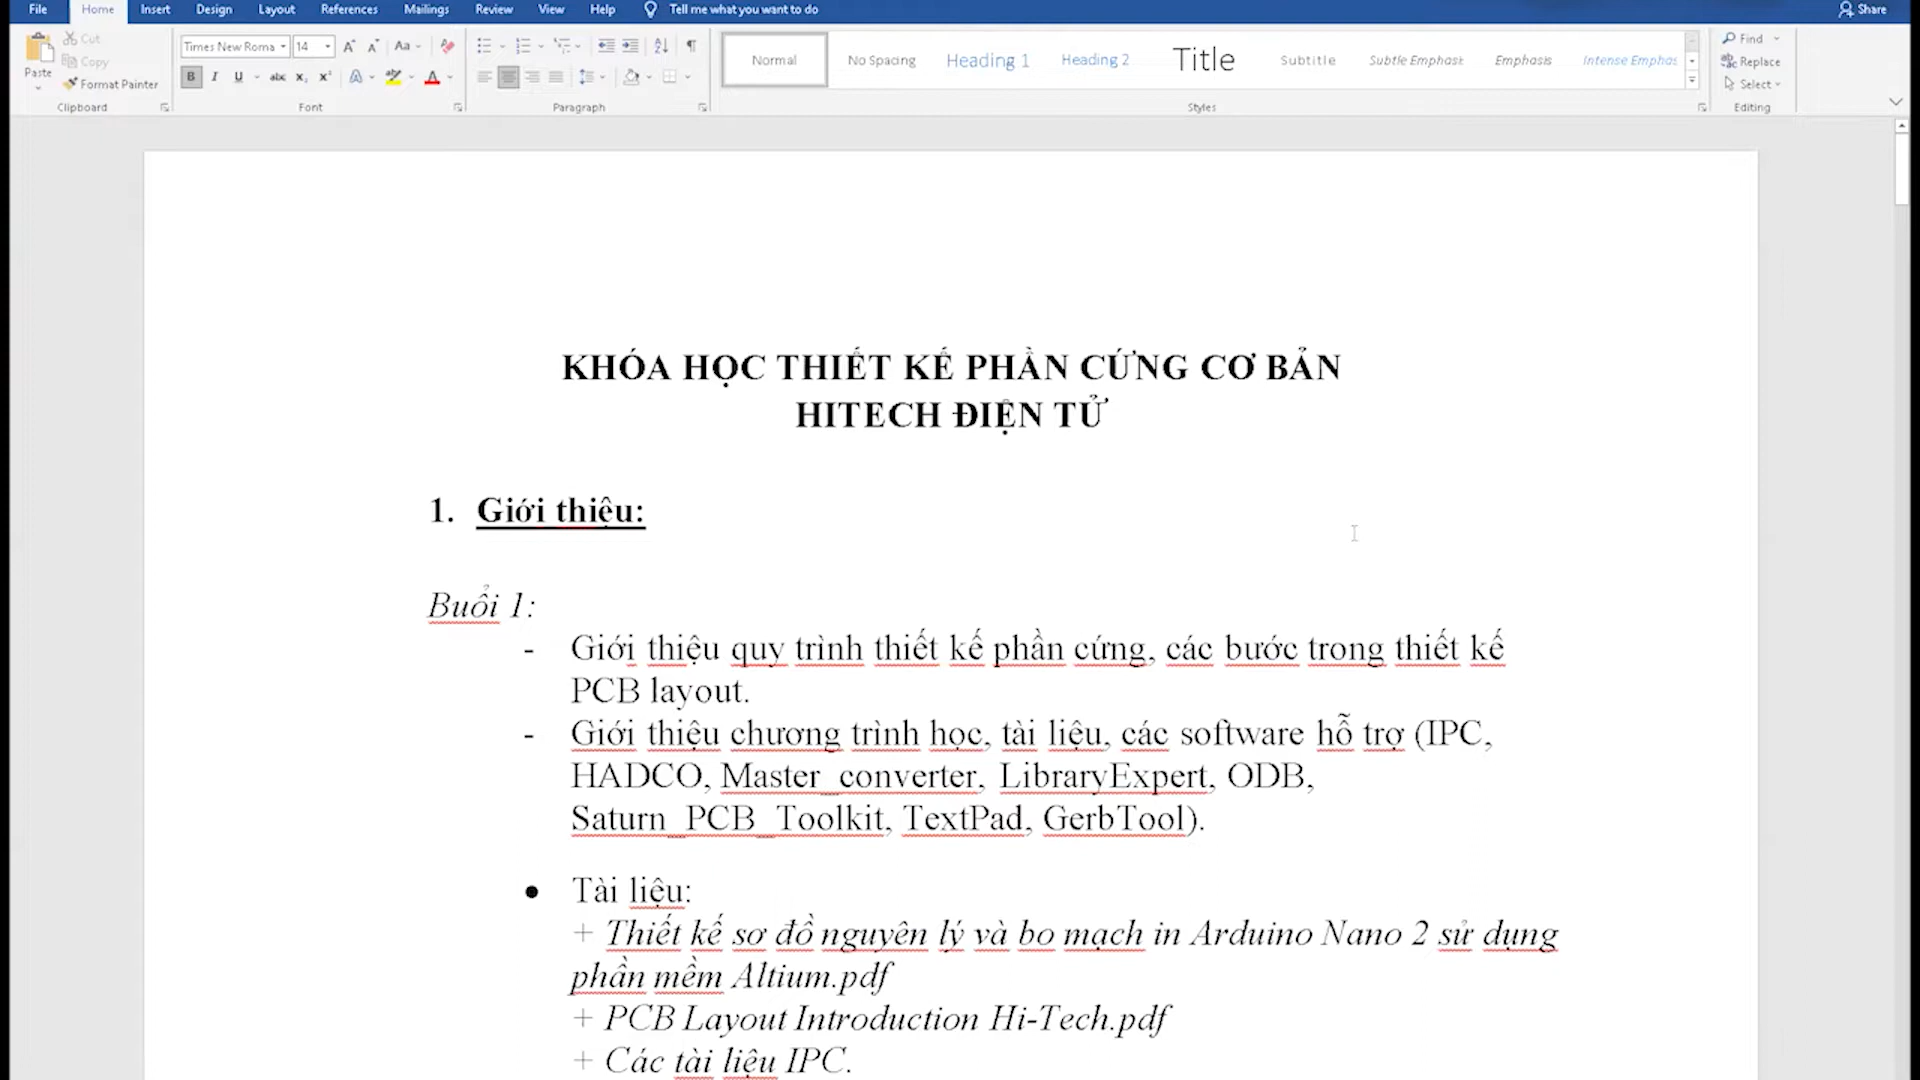 File Home Insert Design Layout References Mailings Review View Help Tell me what you want to do Share
Times New Roma 14 Aa
Paste Cut Copy Format Painter
B I U abc x, x² A
Normal No Spacing Heading 1 Heading 2 Title Subtitle Subtle Emphasis Emphasis Intense Emphas
Find Replace Select
Clipboard Font Paragraph Styles Editing
KHÓA HỌC THIẾT KẾ PHẦN CỨNG CƠ BẢN
HITECH ĐIỆN TỬ
1. Giới thiệu:
Buổi 1:
- Giới thiệu quy trình thiết kế phần cứng, các bước trong thiết kế
PCB layout.
- Giới thiệu chương trình học, tài liệu, các software hỗ trợ (IPC,
HADCO, Master_converter, LibraryExpert, ODB,
Saturn_PCB_Toolkit, TextPad, GerbTool).
• Tài liệu:
+ Thiết kế sơ đồ nguyên lý và bo mạch in Arduino Nano 2 sử dụng
phần mềm Altium.pdf
+ PCB Layout Introduction Hi-Tech.pdf
+ Các tài liệu IPC.